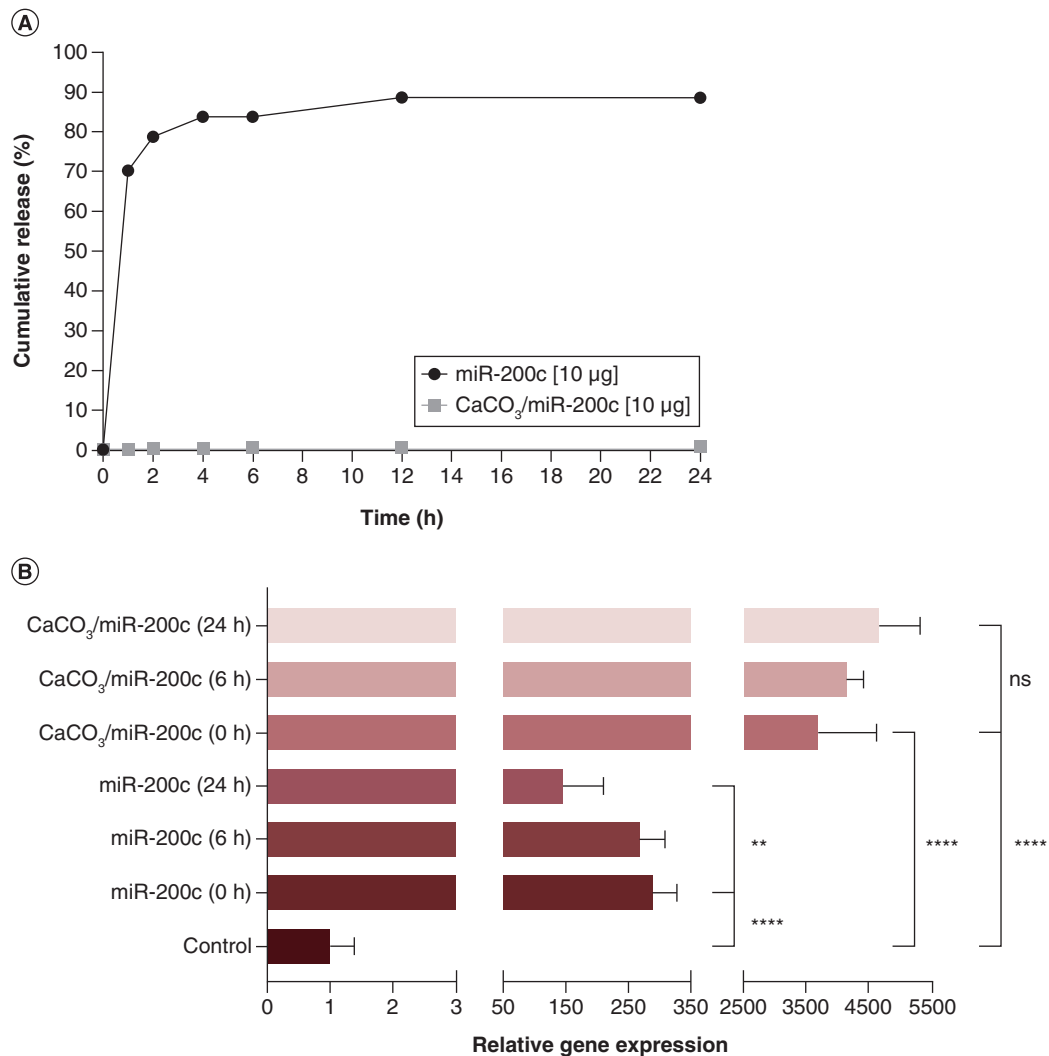 A
100
90
80
70
60
50
40
30
20
10
0
Cumulative release (%)
miR-200c [10 µg]
CaCO₃/miR-200c [10 µg]
0 2 4 6 8 10 12 14 16 18 20 22 24
Time (h)
B
CaCO₃/miR-200c (24 h)
CaCO₃/miR-200c (6 h)
ns
CaCO₃/miR-200c (0 h)
miR-200c (24 h)
miR-200c (6 h)
** **** ****
miR-200c (0 h)
****
Control
0 1 2 3 50 150 250 350 2500 3500 4500 5500
Relative gene expression